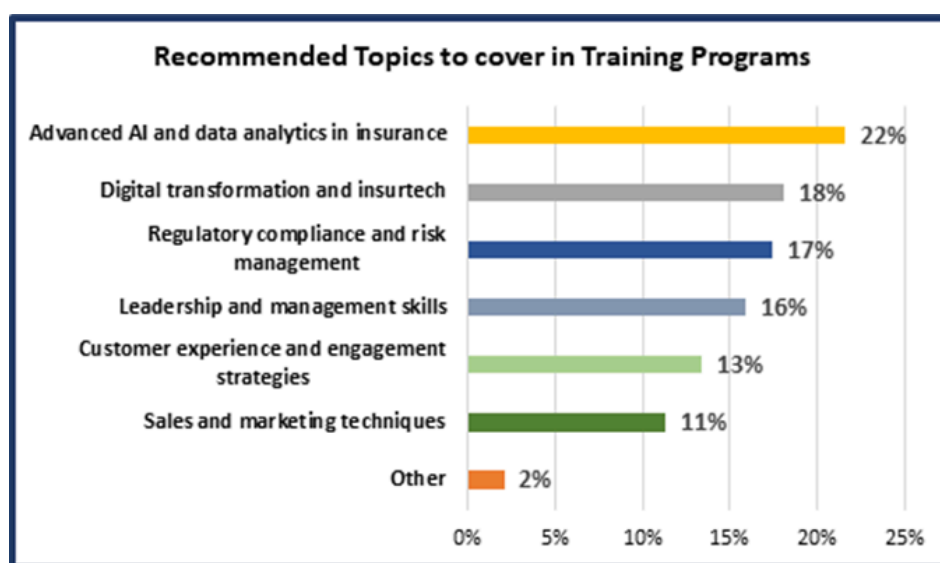 Recommended Topics to cover in Training Programs
Advanced AI and data analytics in insurance
22%
Digital transformation and insurtech
18%
Regulatory compliance and risk
management
17%
Leadership and management skills
16%
Customer experience and engagement
strategies
13%
Sales and marketing techniques
11%
Other
2%
0% 5% 10% 15% 20% 25%